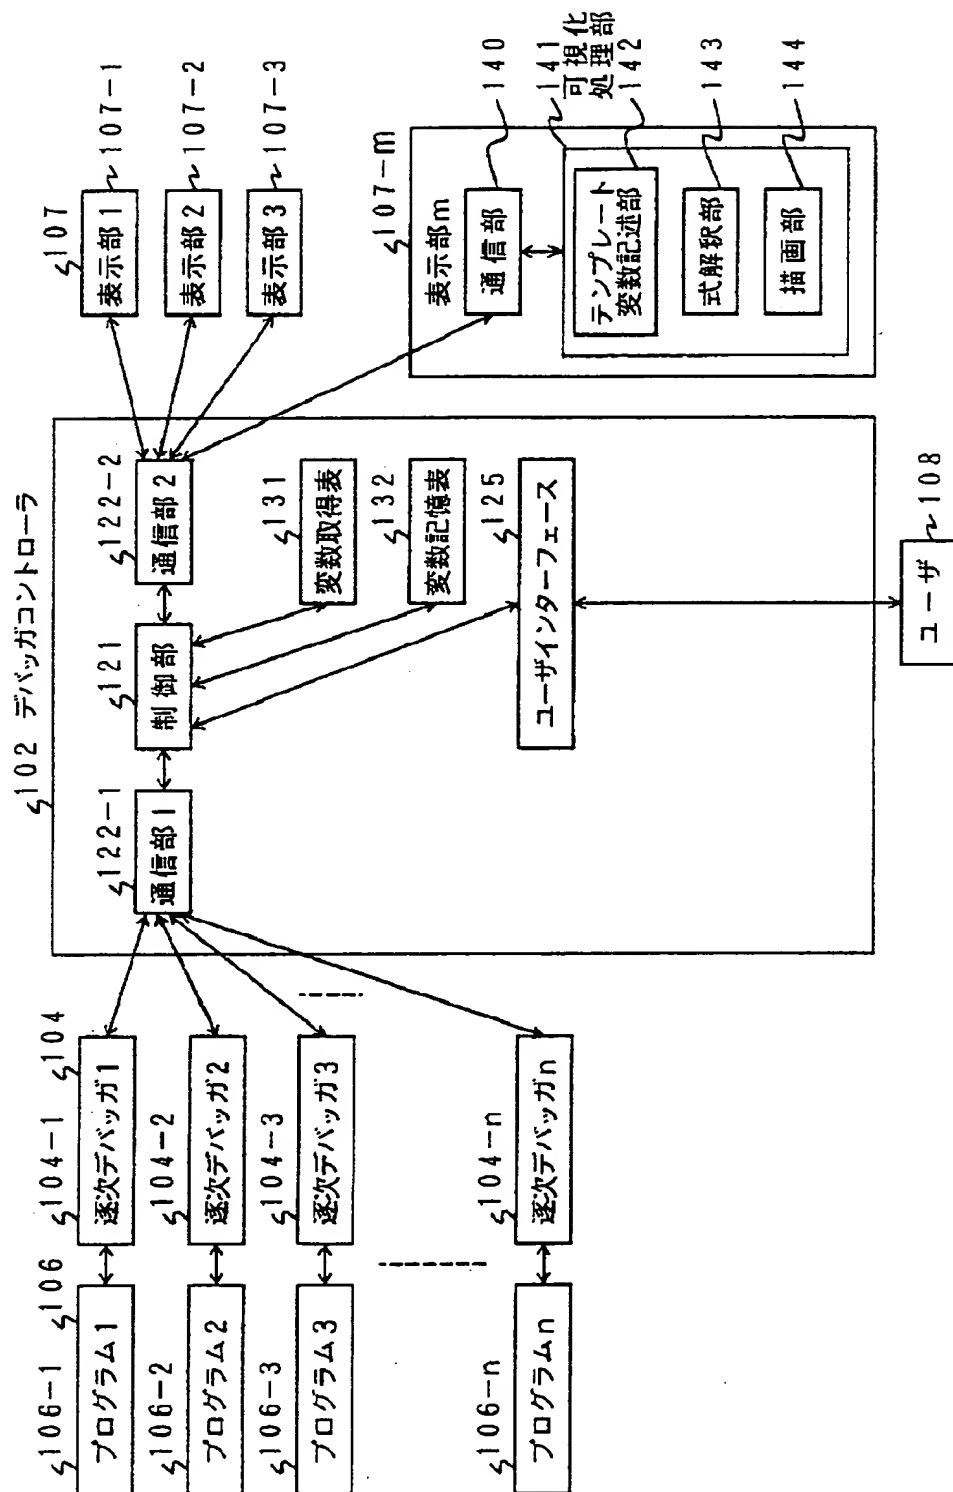 102 デバッガコントローラ
106
106-1
プログラム1
106-2
プログラム2
106-3
プログラム3
106-n
プログラムn
104
104-1
逐次デバッガ1
104-2
逐次デバッガ2
104-3
逐次デバッガ3
104-n
逐次デバッガn
122-1
通信部1
121
制御部
122-2
通信部2
131
変数取得表
132
変数記憶表
125
ユーザインターフェース
ユーザ
108
107
表示部1
107-1
表示部2
107-2
表示部3
107-3
107-m
表示部m
通信部
140
141
可視化
処理部
テンプレート
変数記述部
142
式解釈部
143
描画部
144